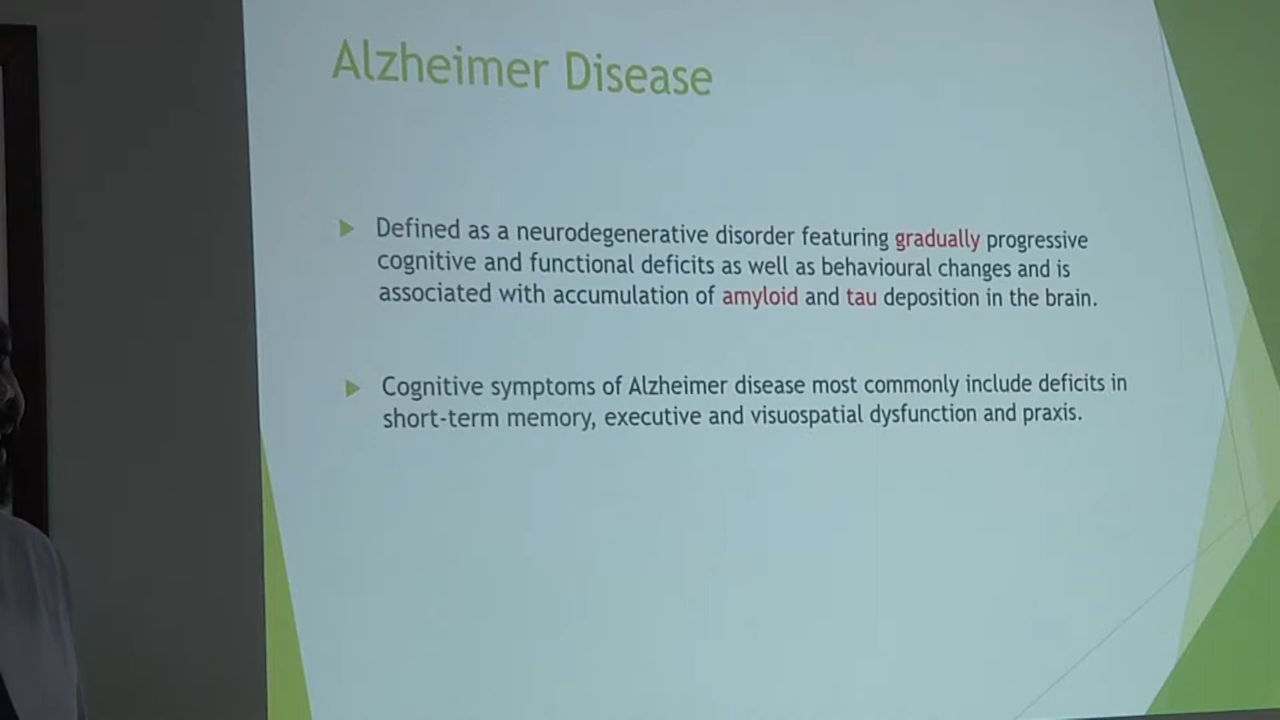 Alzheimer Disease
Defined as a neurodegenerative disorder featuring gradually progressive
cognitive and functional deficits as well as behavioural changes and is
associated with accumulation of amyloid and tau deposition in the brain.
Cognitive symptoms of Alzheimer disease most commonly include deficits in
short-term memory, executive and visuospatial dysfunction and praxis.